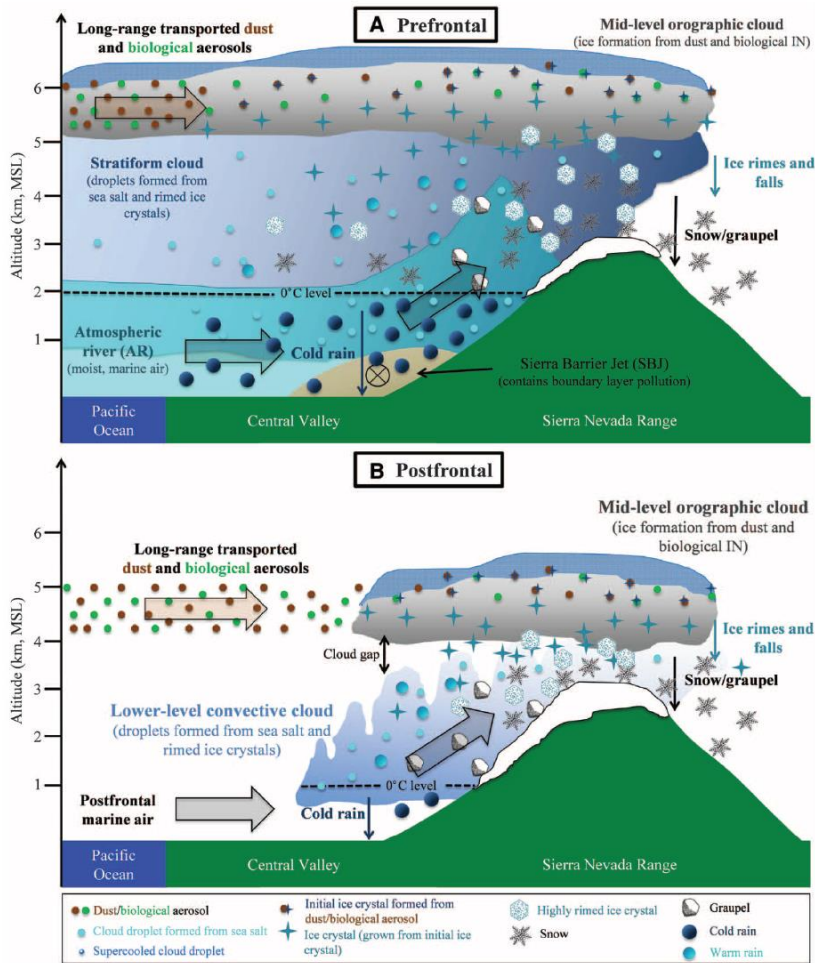 Long-range transported dust
and biological aerosols
A Prefrontal
Mid-level orographic cloud
(ice formation from dust and biological IN)
Altitude (km, MSL)
6
5
4
3
2
1
Stratiform cloud
(droplets formed from
sea salt and rimed ice
crystals)
Ice rimes and
falls
Snow/graupel
0°C level
Atmospheric
river (AR)
(moist, marine air)
Cold rain
Sierra Barrier Jet (SBJ)
(contains boundary layer pollution)
Pacific
Ocean
Central Valley
Sierra Nevada Range
B Postfrontal
Mid-level orographic cloud
(ice formation from dust and
biological IN)
Long-range transported
dust and biological aerosols
Altitude (km, MSL)
6
5
4
3
2
1
Cloud gap
Ice rimes and
falls
Snow/graupel
Lower-level convective cloud
(droplets formed from sea salt and
rimed ice crystals)
0°C level
Postfrontal
marine air
Cold rain
Pacific
Ocean
Central Valley
Sierra Nevada Range
Dust/biological aerosol
Cloud droplet formed from sea salt
Supercooled cloud droplet
Initial ice crystal formed from
dust/biological aerosol
Ice crystal (grown from initial ice
crystal)
Highly rimed ice crystal
Snow
Graupel
Cold rain
Warm rain